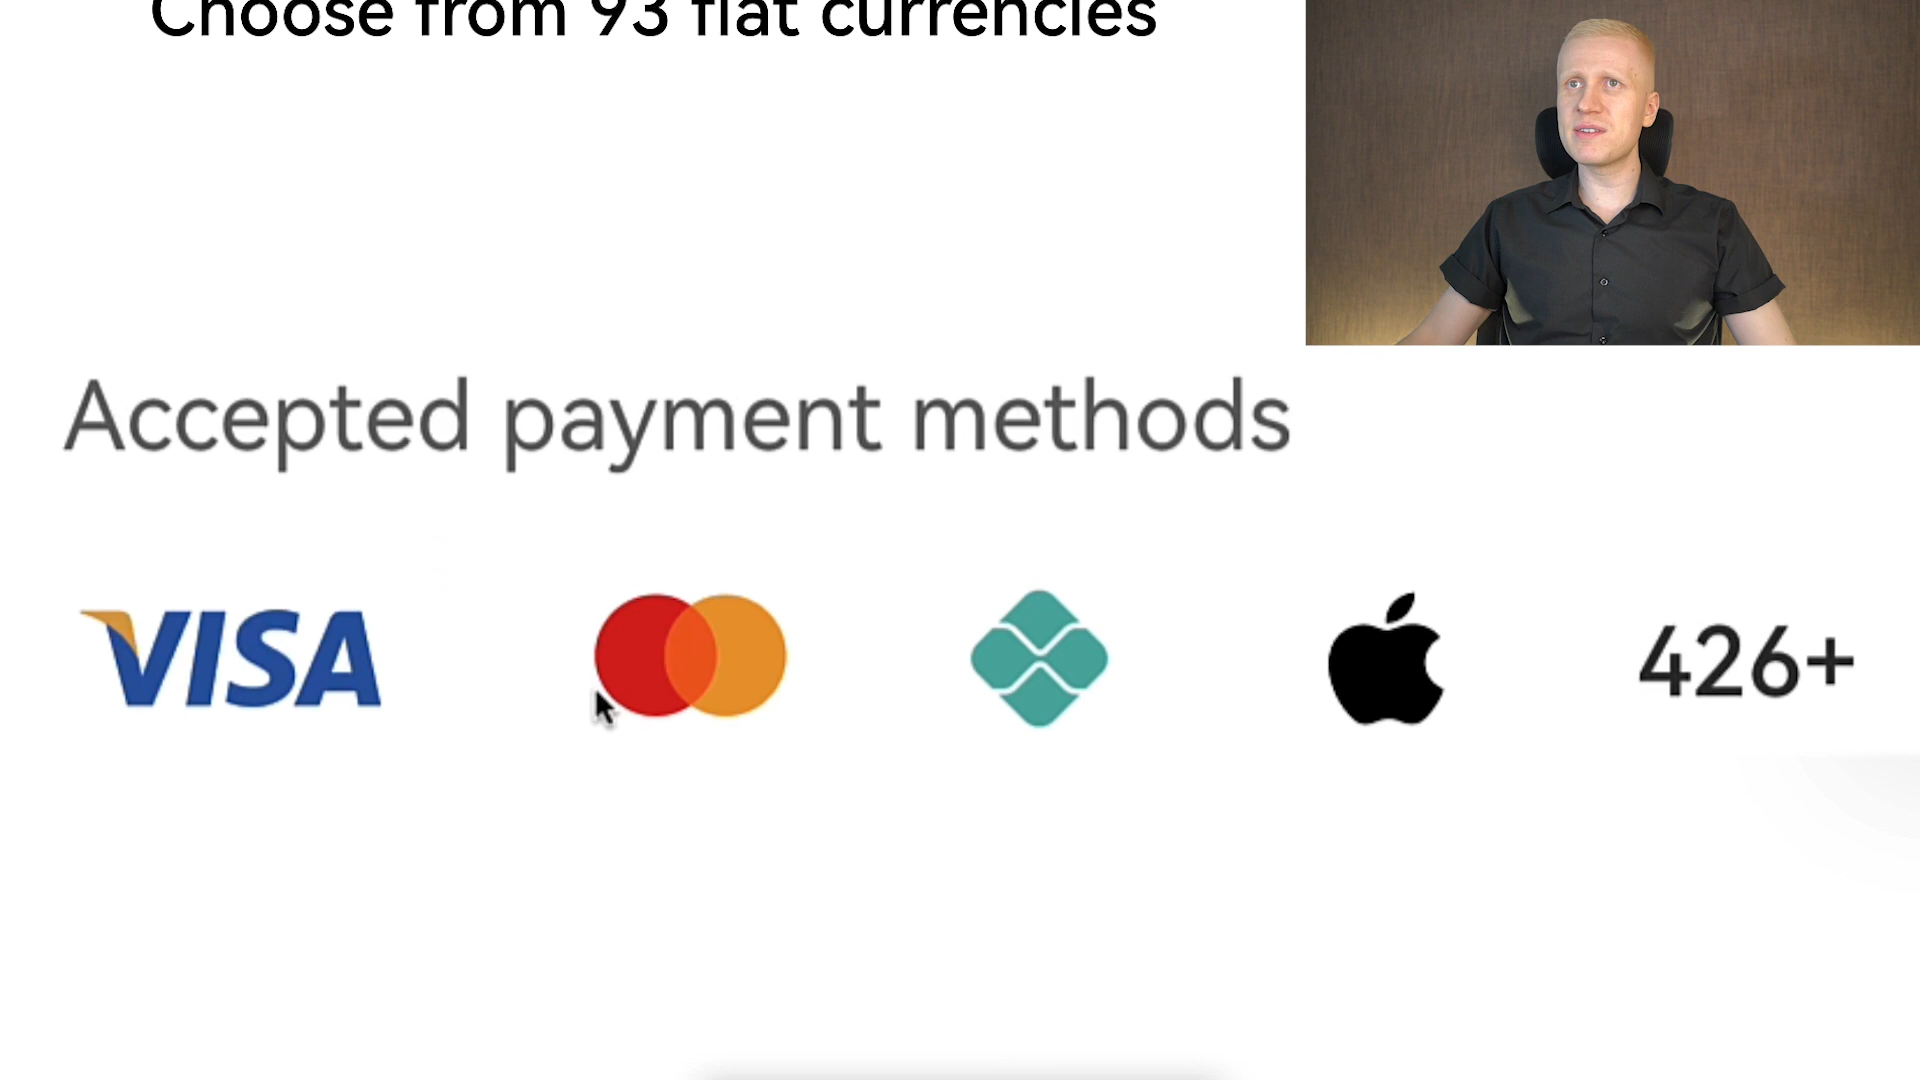 Choose from 93 fiat currencies
Accepted payment methods
VISA
426+